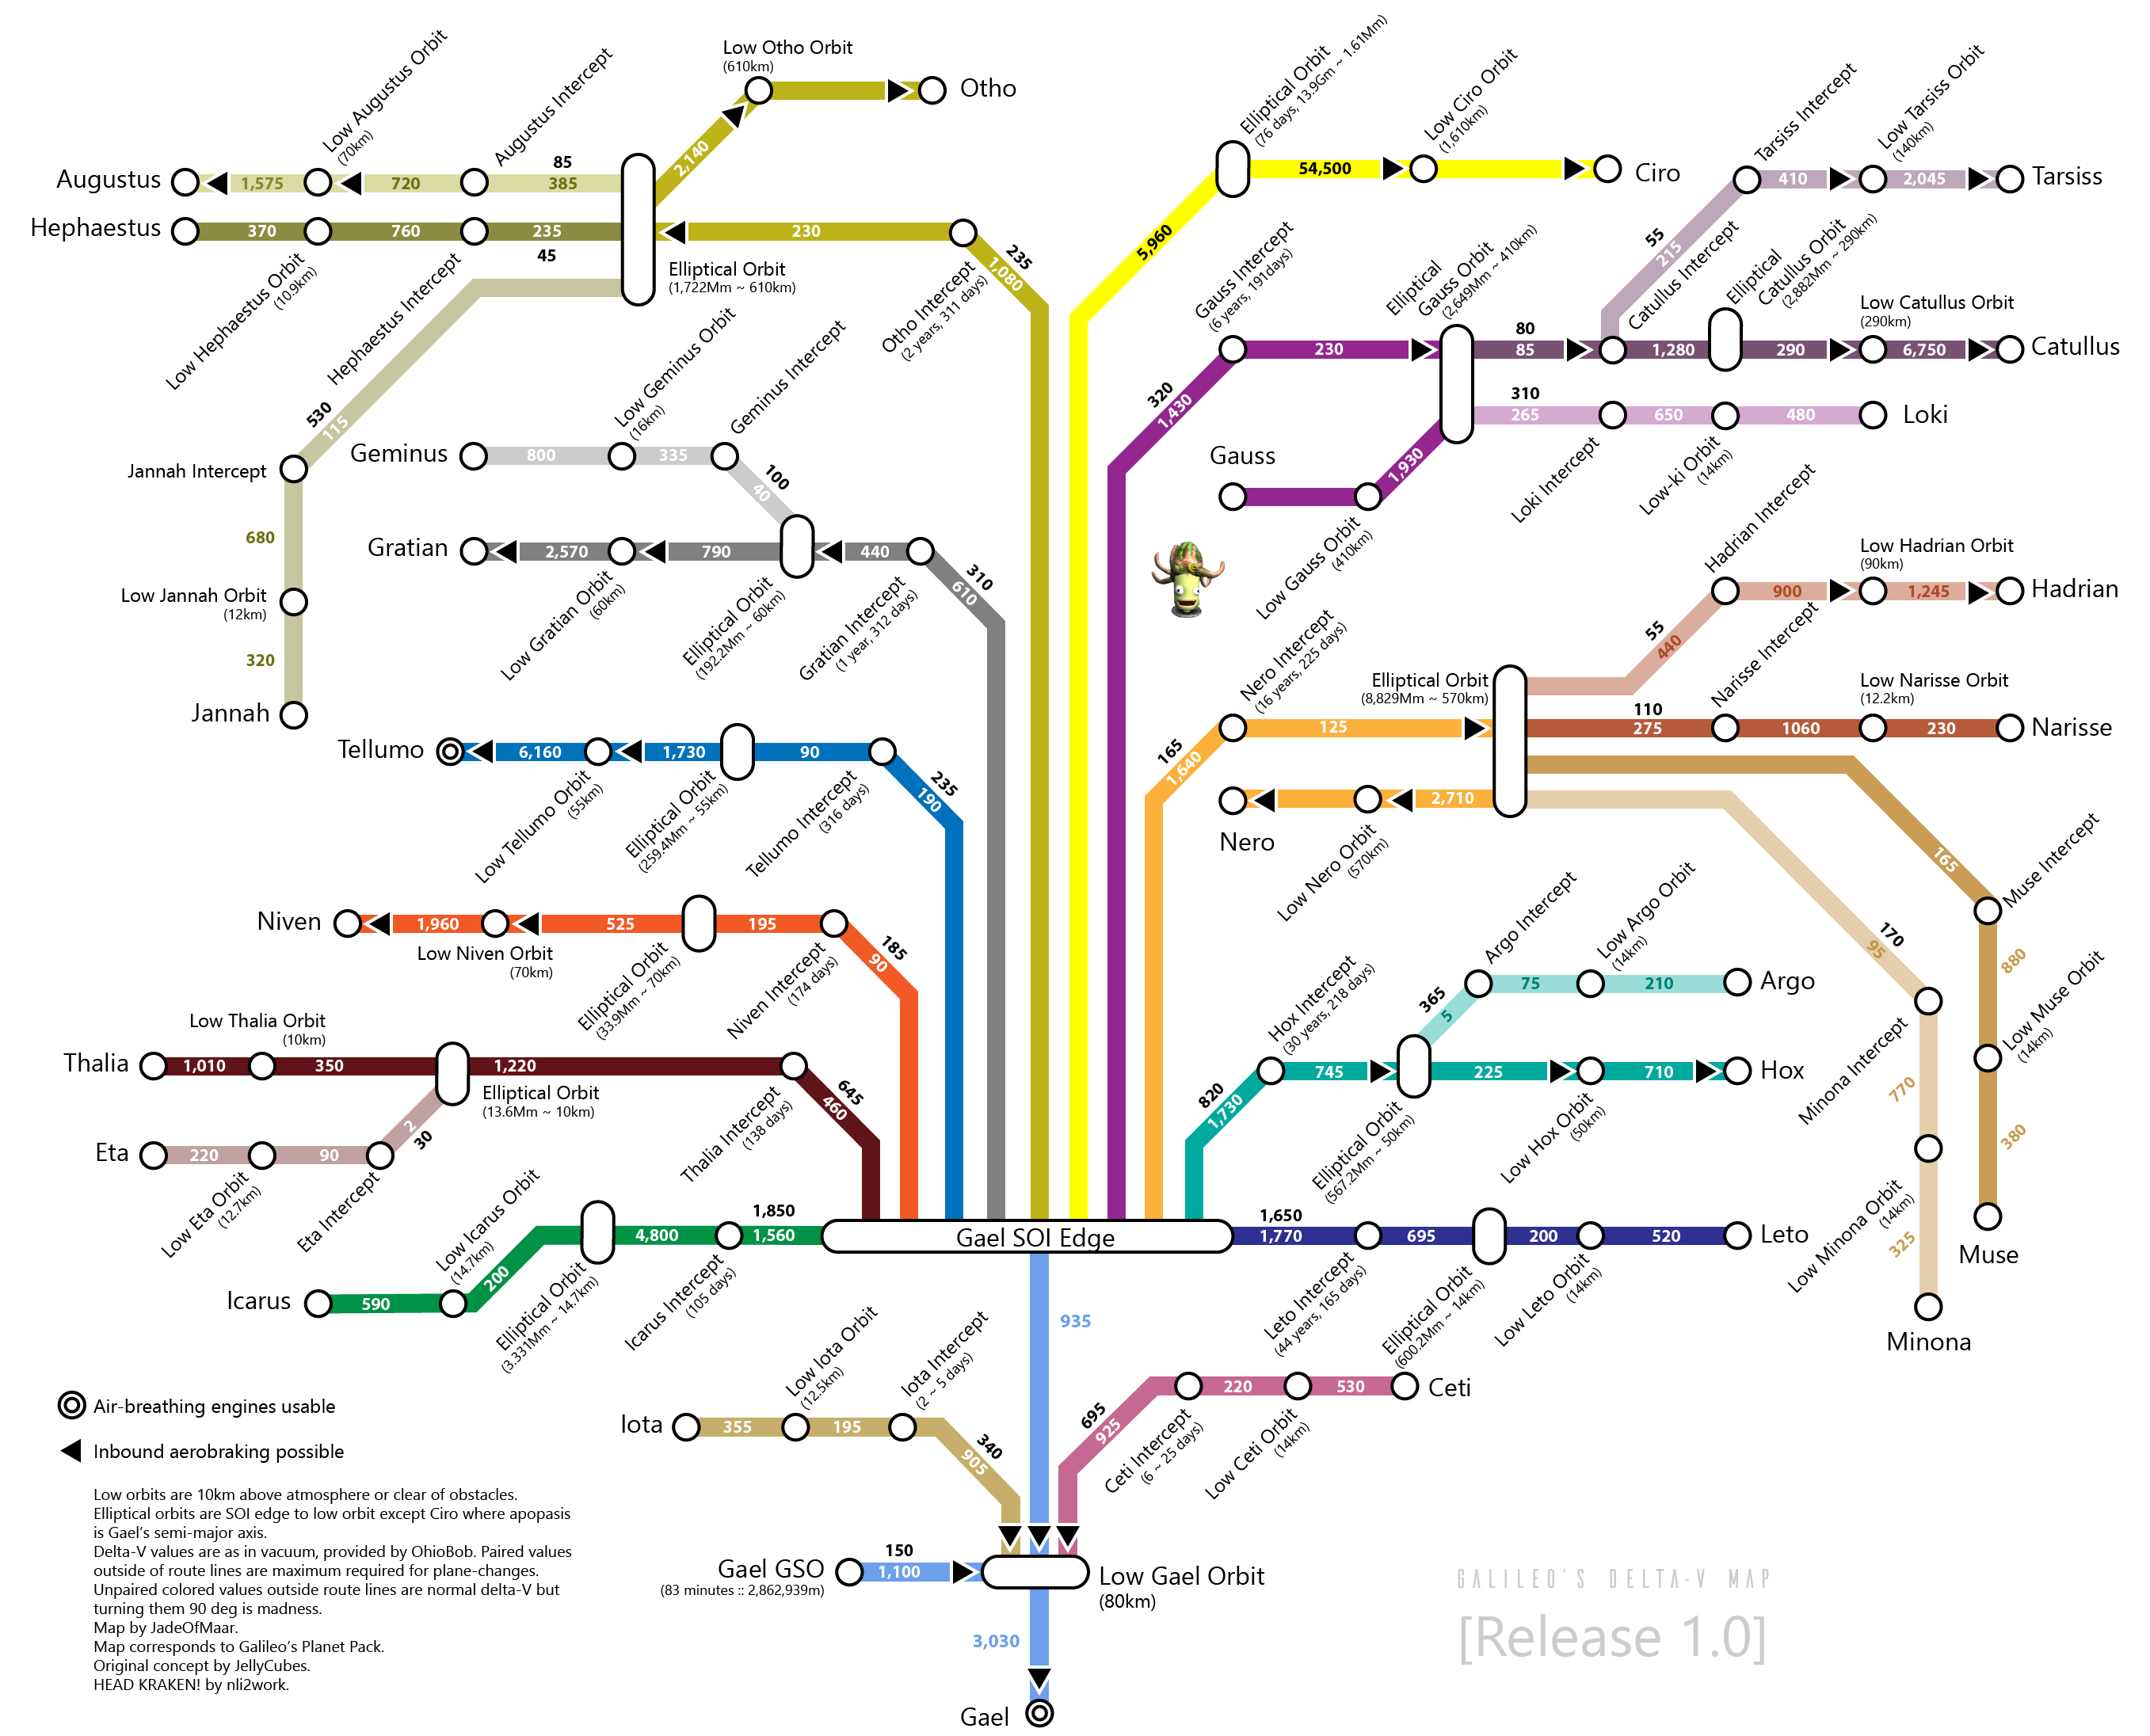 Low Augustus Orbit
(70km)
Augustus Intercept
Low Otho Orbit
(610km)
Otho
Augustus
1,575
720
85
385
2,140
Hephaestus
370
760
235
45
230
Low Hephaestus Orbit
(10.9km)
Hephaestus Intercept
Elliptical Orbit
(1,722Mm ~ 610km)
Otho Intercept
(2 years, 311 days)
235
1,080
530
115
Jannah Intercept
680
Low Jannah Orbit
(12km)
320
Jannah
Low Geminus Orbit
(16km)
Geminus Intercept
Geminus
800
335
100
40
Gratian
2,570
790
440
310
610
Low Gratian Orbit
(60km)
Elliptical Orbit
(192.2Mm ~ 60km)
Gratian Intercept
(1 year, 312 days)
Tellumo
6,160
1,730
90
235
190
Low Tellumo Orbit
(55km)
Elliptical Orbit
(259.4Mm ~ 55km)
Tellumo Intercept
(316 days)
Niven
1,960
525
195
185
90
Low Niven Orbit
(70km)
Elliptical Orbit
(33.9Mm ~ 70km)
Niven Intercept
(174 days)
Low Thalia Orbit
(10km)
Thalia
1,010
350
1,220
645
460
Elliptical Orbit
(13.6Mm ~ 10km)
Thalia Intercept
(138 days)
Eta
220
90
2
30
Low Eta Orbit
(12.7km)
Eta Intercept
Low Icarus Orbit
(14.7km)
Icarus
590
200
4,800
1,850
1,560
Elliptical Orbit
(3.331Mm ~ 14.7km)
Icarus Intercept
(105 days)
Elliptical Orbit
(76 days, 13.9Gm ~ 1.61Mm)
Low Ciro Orbit
(1,610km)
5,960
54,500
Ciro
Tarsiss Intercept
Low Tarsiss Orbit
(140km)
410
2,045
Tarsiss
55
215
Gauss Intercept
(6 years, 191days)
Elliptical
Gauss Orbit
(2,649Mm ~ 410km)
Catullus Intercept
Elliptical
Catullus Orbit
(2,882Mm ~ 290km)
Low Catullus Orbit
(290km)
320
1,430
230
80
85
1,280
290
6,750
Catullus
310
265
650
480
Loki
Loki Intercept
Low-ki Orbit
(14km)
Gauss
1,930
Low Gauss Orbit
(410km)
Hadrian Intercept
Low Hadrian Orbit
(90km)
900
1,245
Hadrian
55
440
Nero Intercept
(16 years, 225 days)
Elliptical Orbit
(8,829Mm ~ 570km)
Narisse Intercept
Low Narisse Orbit
(12.2km)
165
1,640
125
110
275
1060
230
Narisse
2,710
Nero
Low Nero Orbit
(570km)
165
Muse Intercept
880
Low Muse Orbit
(14km)
380
Muse
170
95
Minona Intercept
770
Low Minona Orbit
(14km)
325
Minona
Argo Intercept
Low Argo Orbit
(14km)
365
5
75
210
Argo
Hox Intercept
(30 years, 218 days)
820
1,730
745
225
710
Hox
Elliptical Orbit
(567.2Mm ~ 50km)
Low Hox Orbit
(50km)
Gael SOI Edge
1,650
1,770
695
200
520
Leto
Leto Intercept
(44 years, 165 days)
Elliptical Orbit
(600.2Mm ~ 14km)
Low Leto Orbit
(14km)
935
Low Iota Orbit
(12.5km)
Iota Intercept
(2 ~ 5 days)
Iota
355
195
340
905
695
925
220
530
Ceti
Ceti Intercept
(6 ~ 25 days)
Low Ceti Orbit
(14km)
Gael GSO
(83 minutes :: 2,862,939m)
150
1,100
Low Gael Orbit
(80km)
3,030
Gael
Air-breathing engines usable
Inbound aerobraking possible
Low orbits are 10km above atmosphere or clear of obstacles.
Elliptical orbits are SOI edge to low orbit except Ciro where apopasis
is Gael's semi-major axis.
Delta-V values are as in vacuum, provided by OhioBob. Paired values
outside of route lines are maximum required for plane-changes.
Unpaired colored values outside route lines are normal delta-V but
turning them 90 deg is madness.
Map by JadeOfMaar.
Map corresponds to Galileo's Planet Pack.
Original concept by JellyCubes.
HEAD KRAKEN! by nli2work.
GALILEO'S DELTA-V MAP
[Release 1.0]